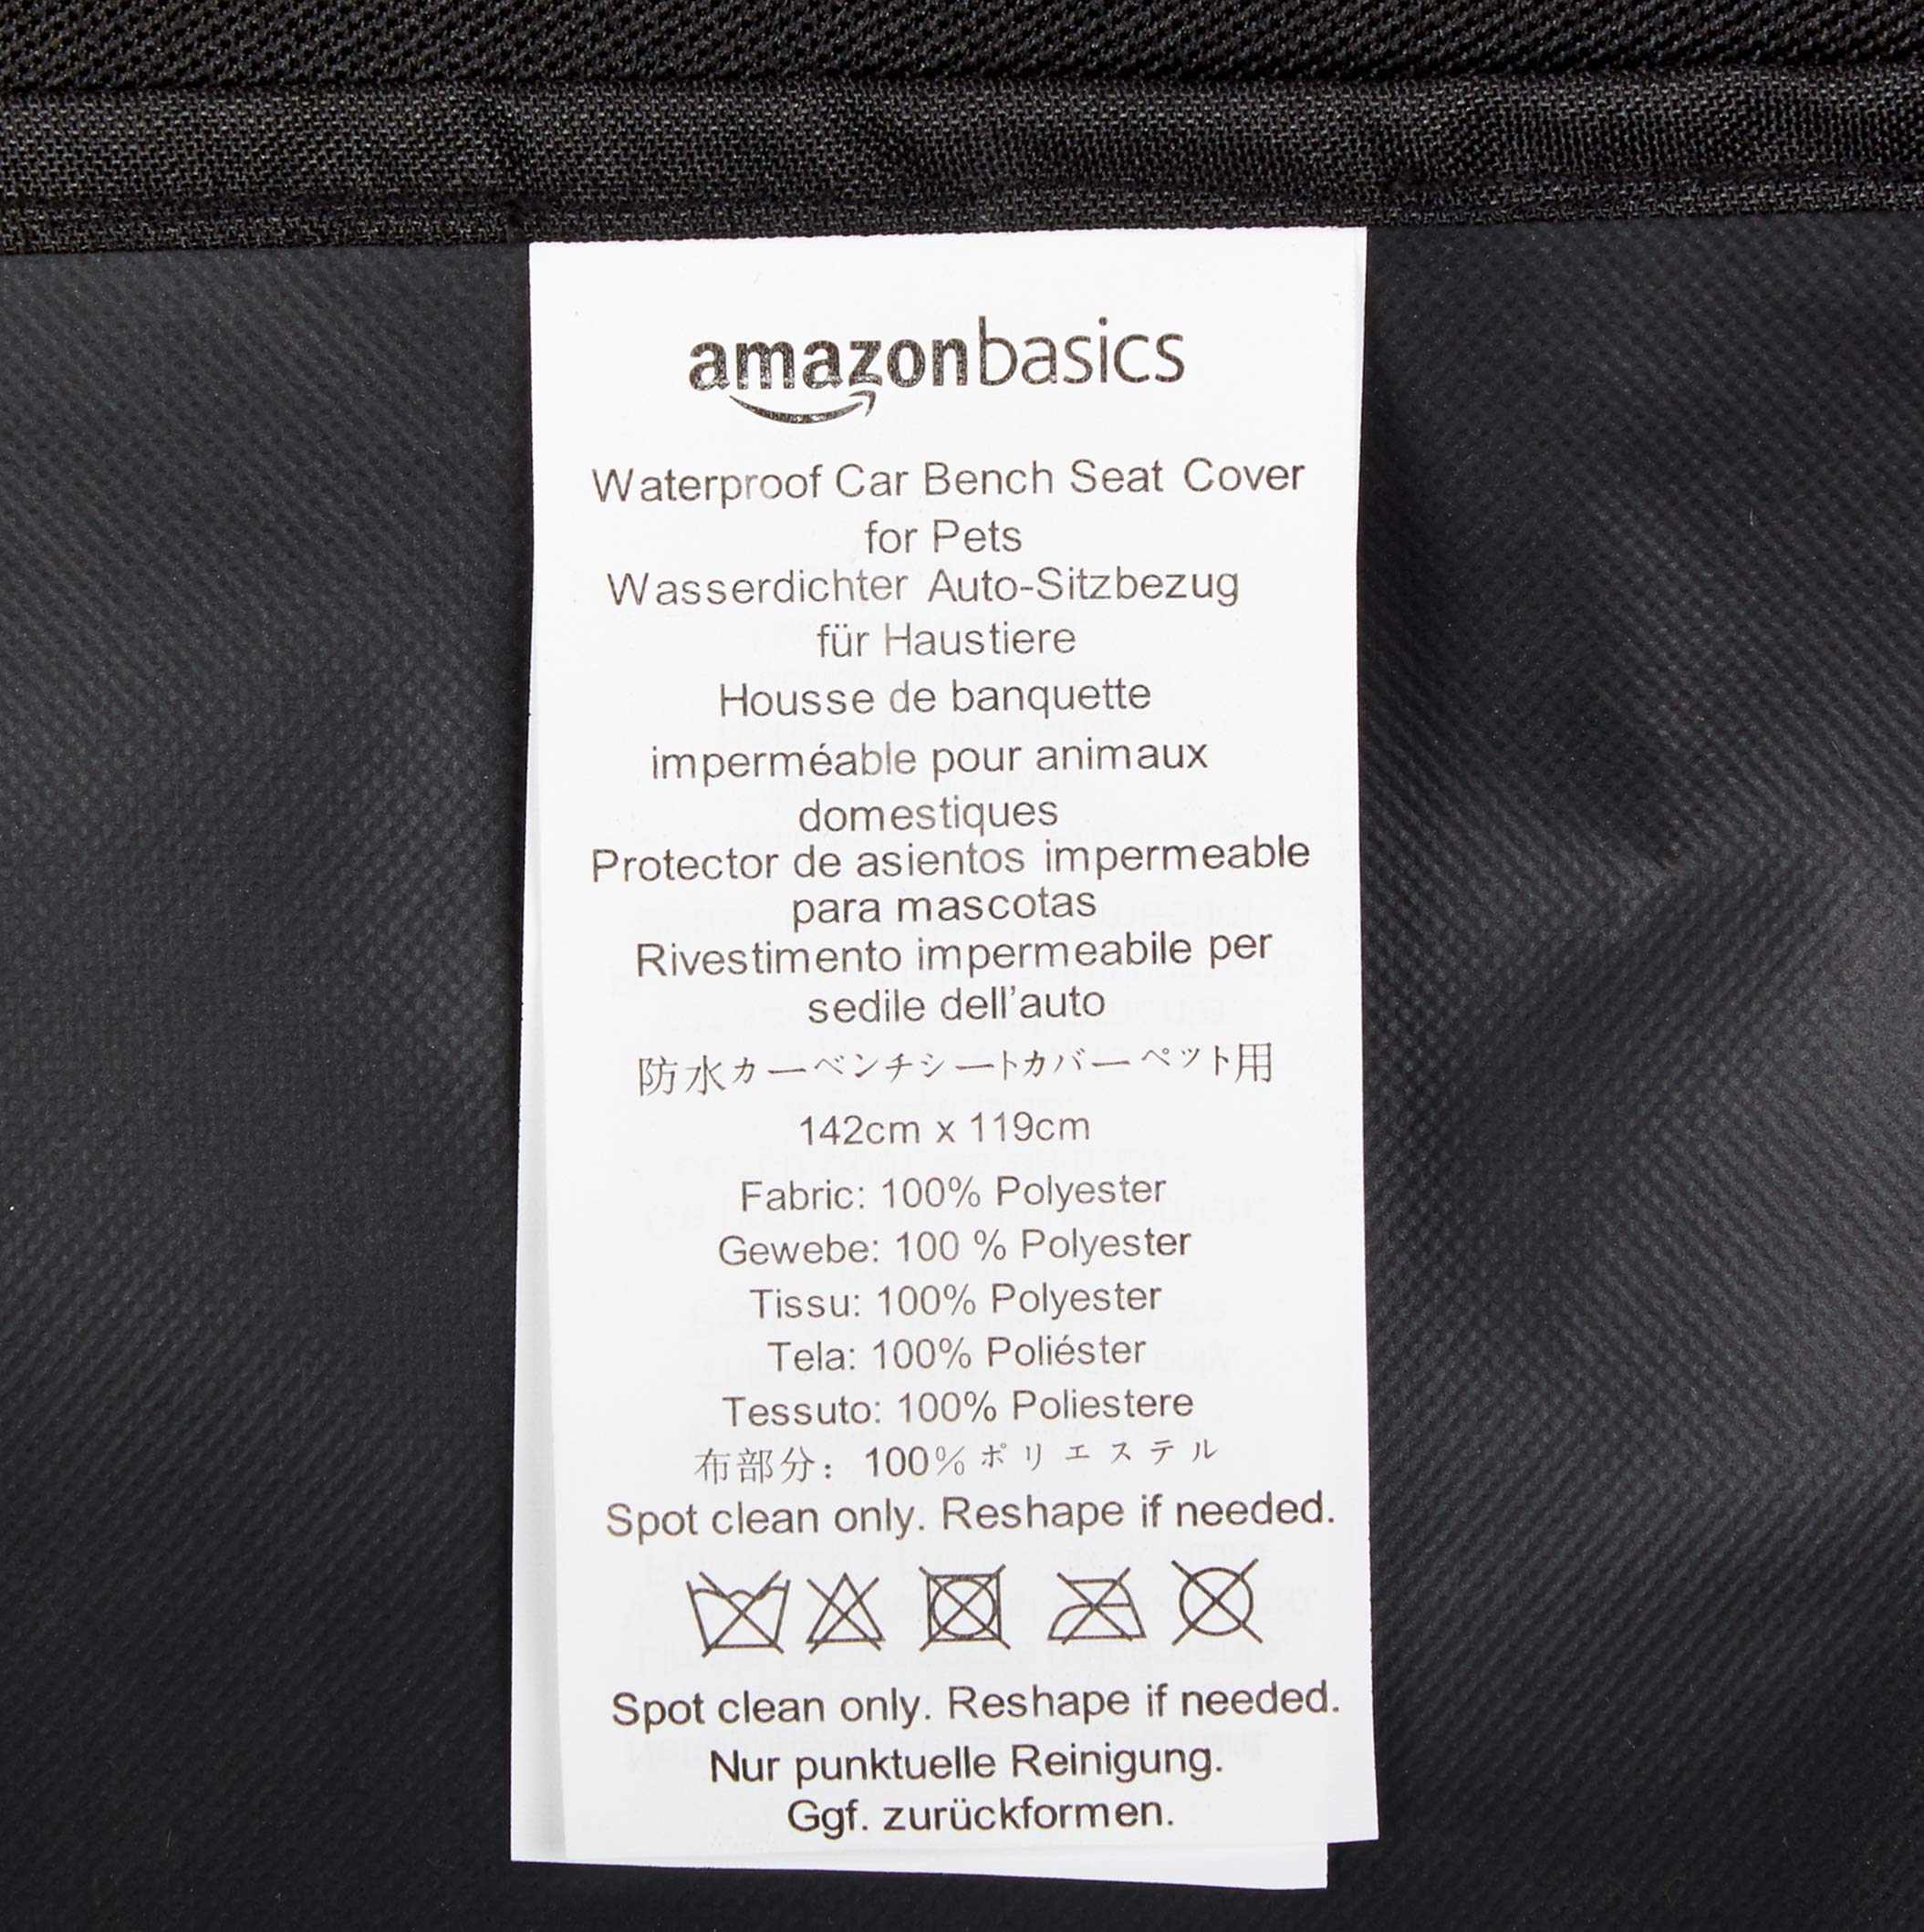 amazonbasics
Waterproof Car Bench Seat Cover
for Pets
Wasserdichter Auto-Sitzbezug
für Haustiere
Housse de banquette
imperméable pour animaux
domestiques
Protector de asientos impermeable
para mascotas
Rivestimento impermeabile per
sedile dell'auto
防水カーベンチシートカバーペット用
142cm x 119cm
Fabric: 100% Polyester
Gewebe: 100 % Polyester
Tissu: 100% Polyester
Tela: 100% Poliéster
Tessuto: 100% Poliestere
布部分：100%ポリエステル
Spot clean only. Reshape if needed.
Spot clean only. Reshape if needed.
Nur punktuelle Reinigung.
Ggf. zurückformen.